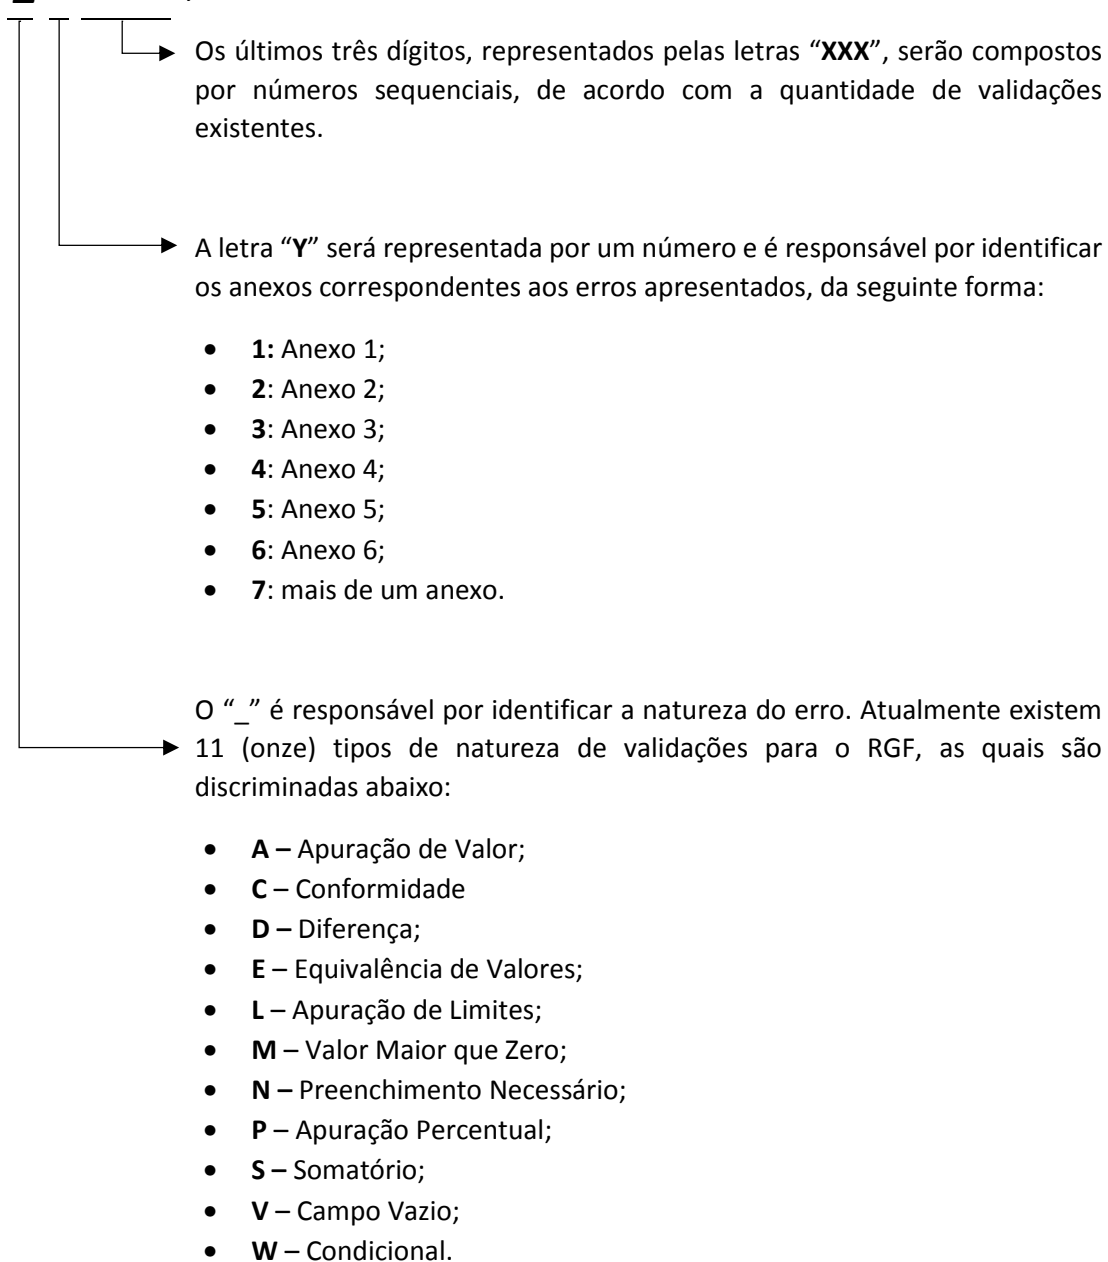 Os últimos três dígitos, representados pelas letras “XXX”, serão compostos
por números sequenciais, de acordo com a quantidade de validações
existentes.
A letra “Y” será representada por um número e é responsável por identificar
os anexos correspondentes aos erros apresentados, da seguinte forma:
• 1: Anexo 1;
• 2: Anexo 2;
• 3: Anexo 3;
• 4: Anexo 4;
• 5: Anexo 5;
• 6: Anexo 6;
• 7: mais de um anexo.
O “_” é responsável por identificar a natureza do erro. Atualmente existem
11 (onze) tipos de natureza de validações para o RGF, as quais são
discriminadas abaixo:
• A – Apuração de Valor;
• C – Conformidade
• D – Diferença;
• E – Equivalência de Valores;
• L – Apuração de Limites;
• M – Valor Maior que Zero;
• N – Preenchimento Necessário;
• P – Apuração Percentual;
• S – Somatório;
• V – Campo Vazio;
• W – Condicional.